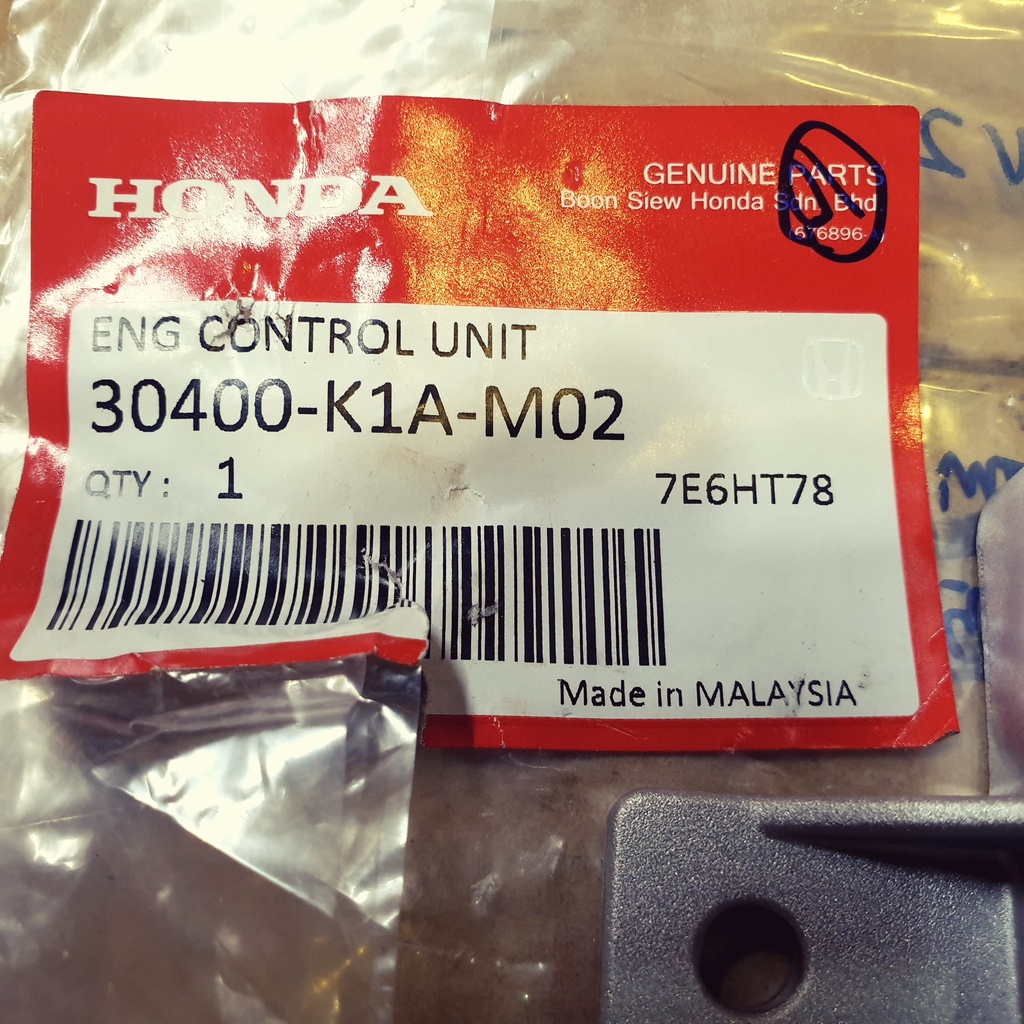 HONDA
GENUINE PARTS
Boon Siew Honda Sdn. Bhd.
ENG CONTROL UNIT
30400-K1A-M02
QTY : 1
7E6HT78
Made in MALAYSIA